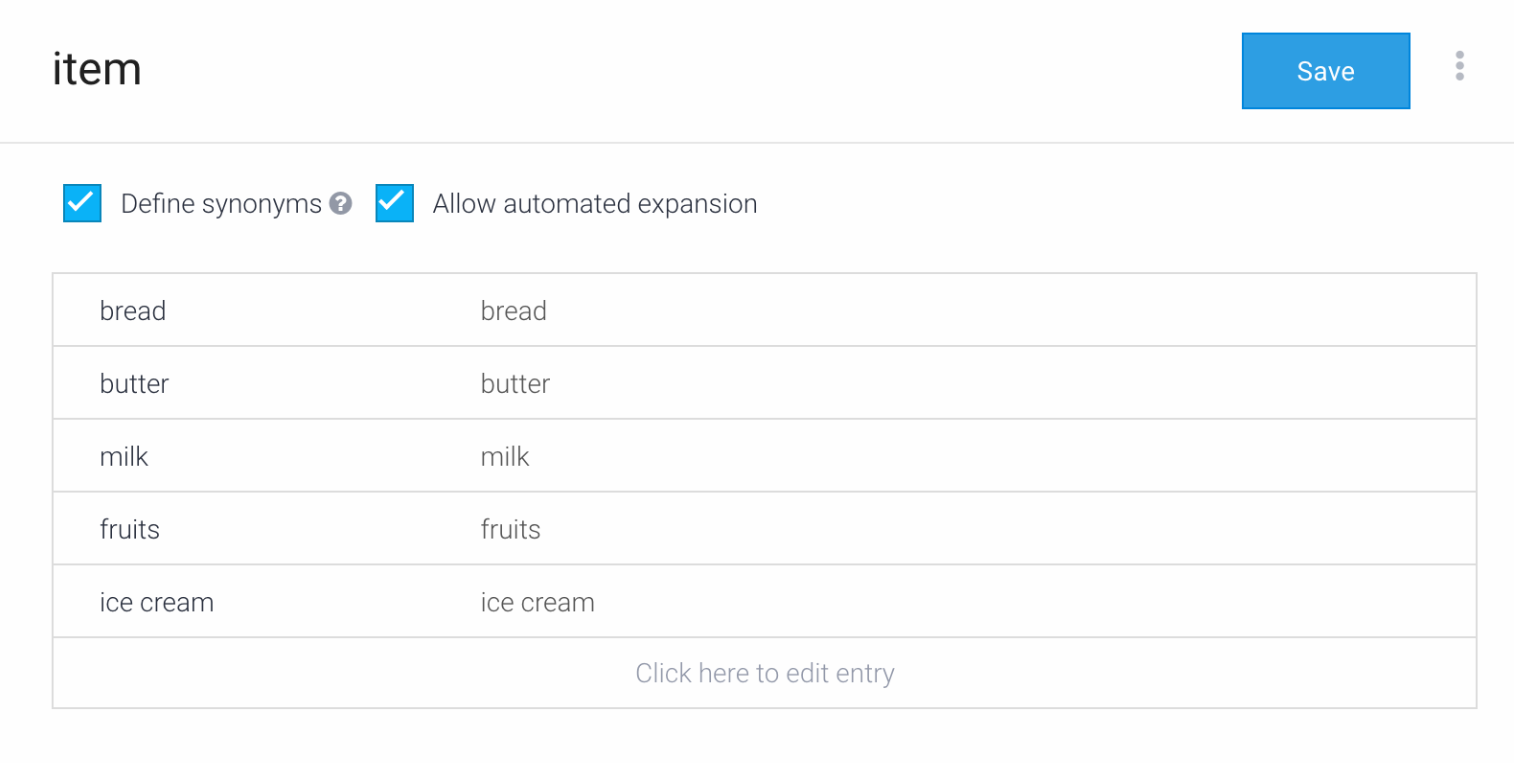 item
Save
Define synonyms ? Allow automated expansion
bread bread
butter butter
milk milk
fruits fruits
ice cream ice cream
Click here to edit entry